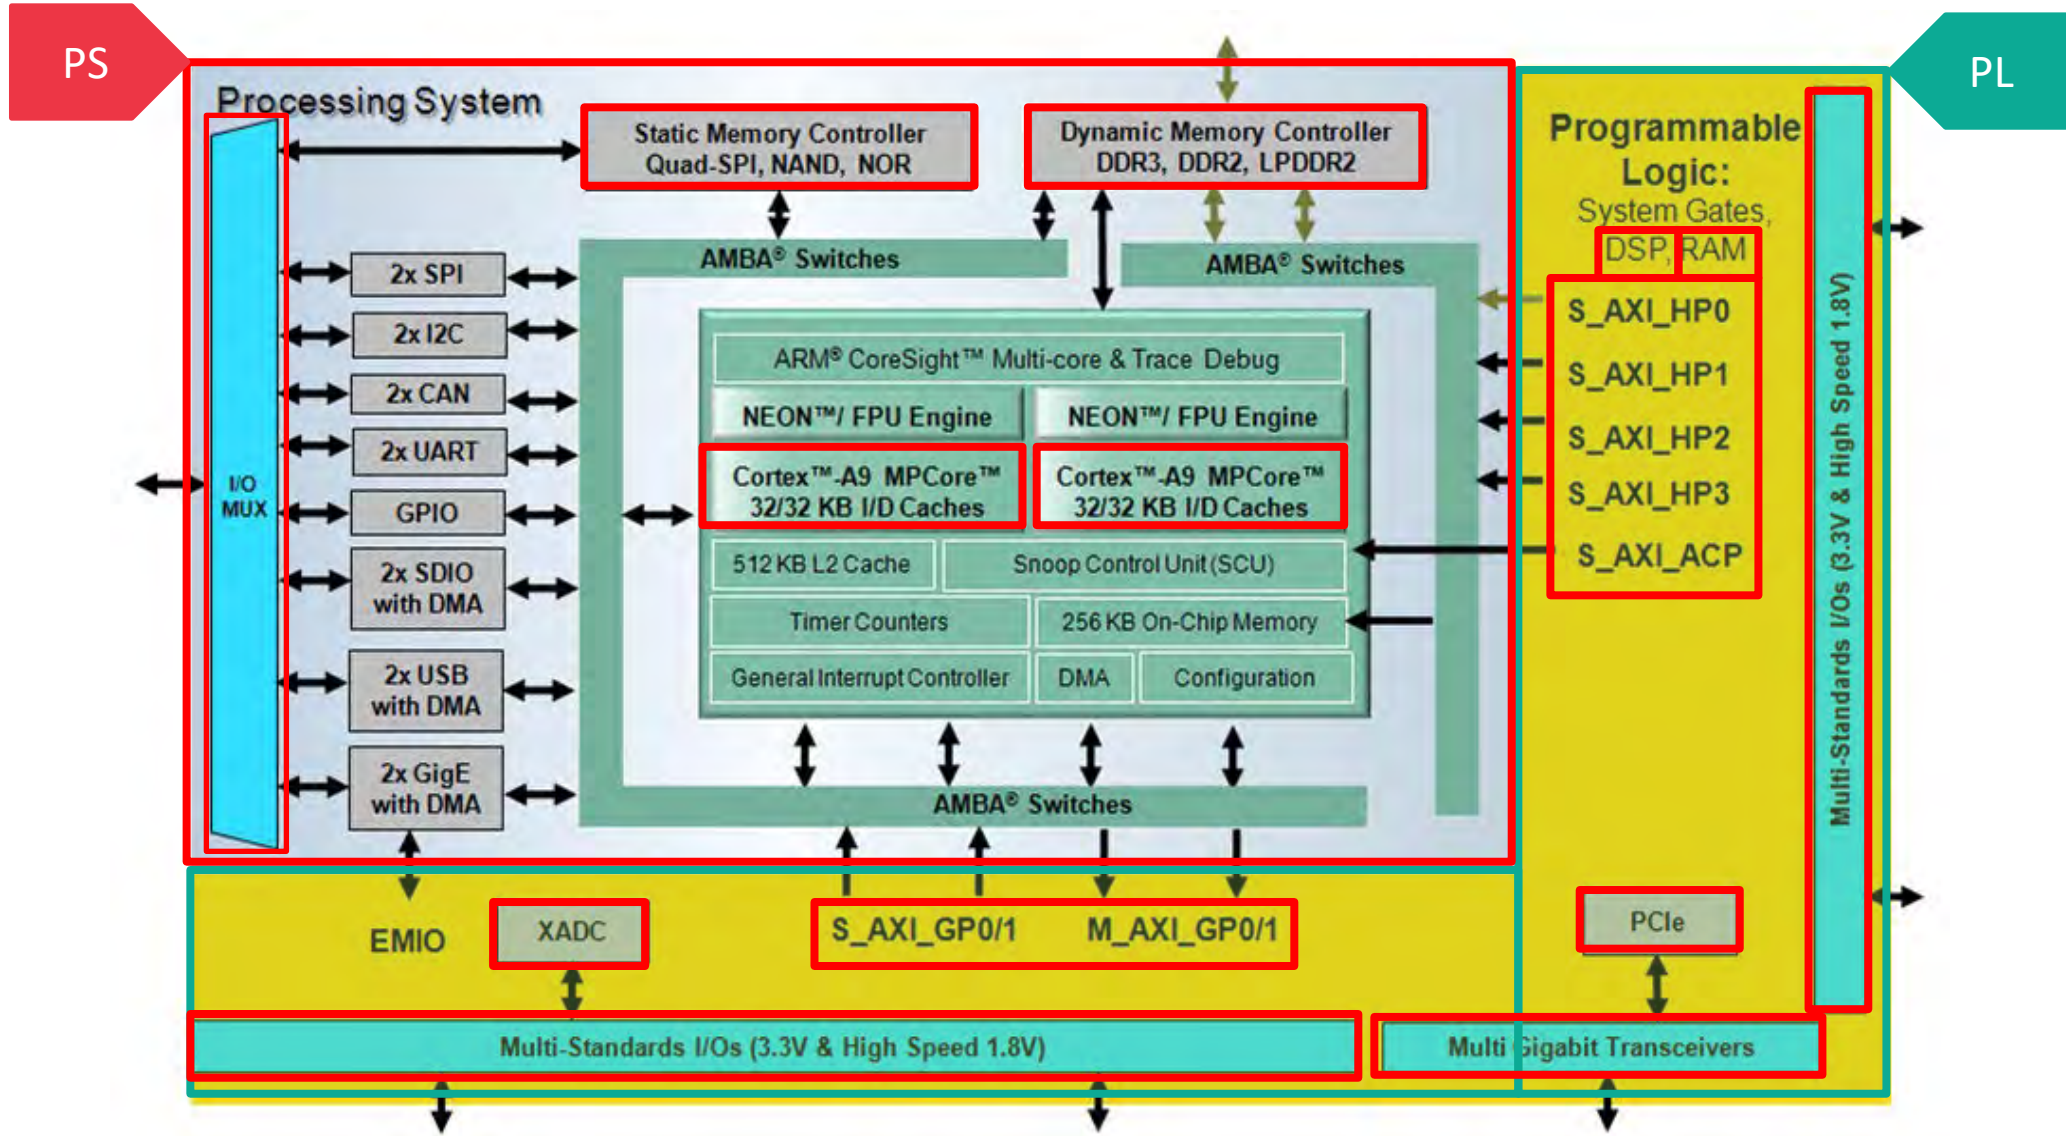 PS
PL
Processing System
Static Memory Controller
Quad-SPI, NAND, NOR
Dynamic Memory Controller
DDR3, DDR2, LPDDR2
Programmable
Logic:
System Gates,
DSP, RAM
AMBA® Switches
AMBA® Switches
2x SPI
2x I2C
2x CAN
2x UART
GPIO
2x SDIO
with DMA
2x USB
with DMA
2x GigE
with DMA
I/O
MUX
ARM® CoreSight™ Multi-core & Trace Debug
NEON™/ FPU Engine
NEON™/ FPU Engine
Cortex™-A9 MPCore™
32/32 KB I/D Caches
Cortex™-A9 MPCore™
32/32 KB I/D Caches
512 KB L2 Cache
Snoop Control Unit (SCU)
Timer Counters
256 KB On-Chip Memory
General Interrupt Controller
DMA
Configuration
AMBA® Switches
S_AXI_HP0
S_AXI_HP1
S_AXI_HP2
S_AXI_HP3
S_AXI_ACP
Multi-Standards I/Os (3.3V & High Speed 1.8V)
EMIO
XADC
S_AXI_GP0/1
M_AXI_GP0/1
PCIe
Multi-Standards I/Os (3.3V & High Speed 1.8V)
Multi Gigabit Transceivers